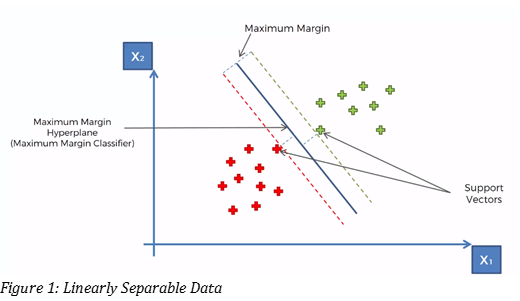 Maximum Margin
X2
Maximum Margin
Hyperplane
(Maximum Margin Classifier)
Support
Vectors
X1
Figure 1: Linearly Separable Data